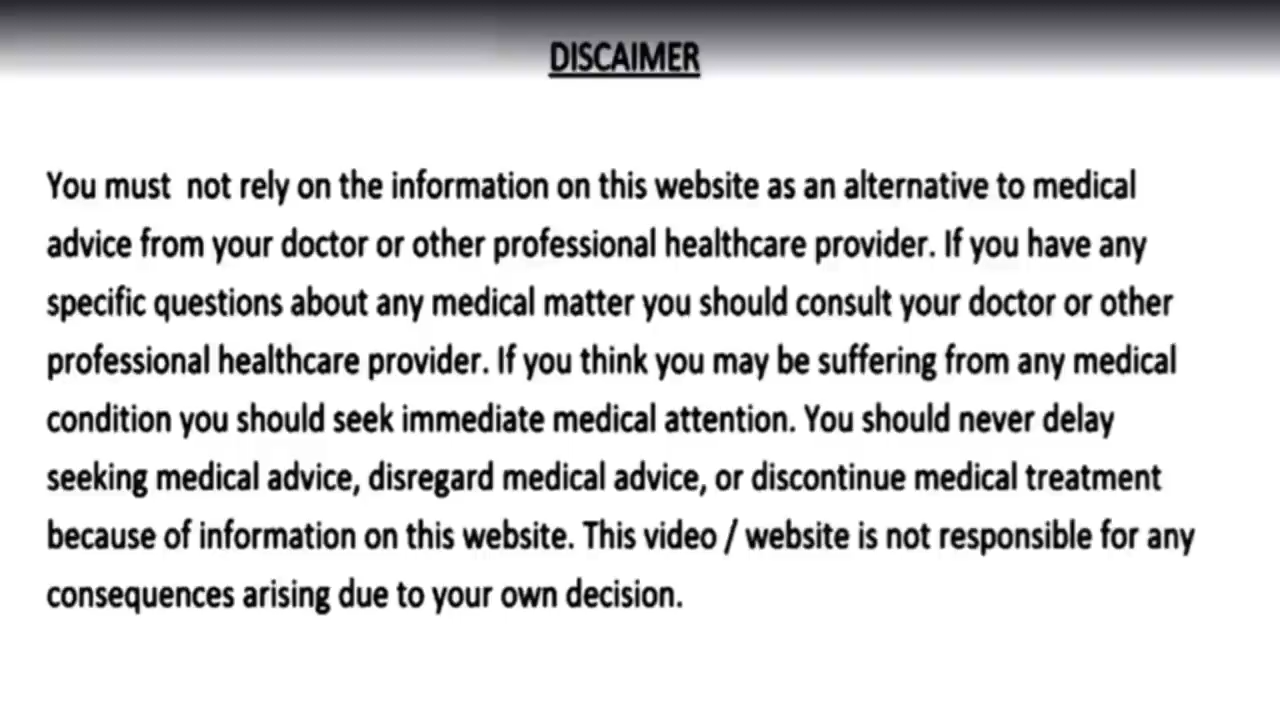 DISCAIMER
You must  not rely on the information on this website as an alternative to medical
advice from your doctor or other professional healthcare provider. If you have any
specific questions about any medical matter you should consult your doctor or other
professional healthcare provider. If you think you may be suffering from any medical
condition you should seek immediate medical attention. You should never delay
seeking medical advice, disregard medical advice, or discontinue medical treatment
because of information on this website. This video / website is not responsible for any
consequences arising due to your own decision.